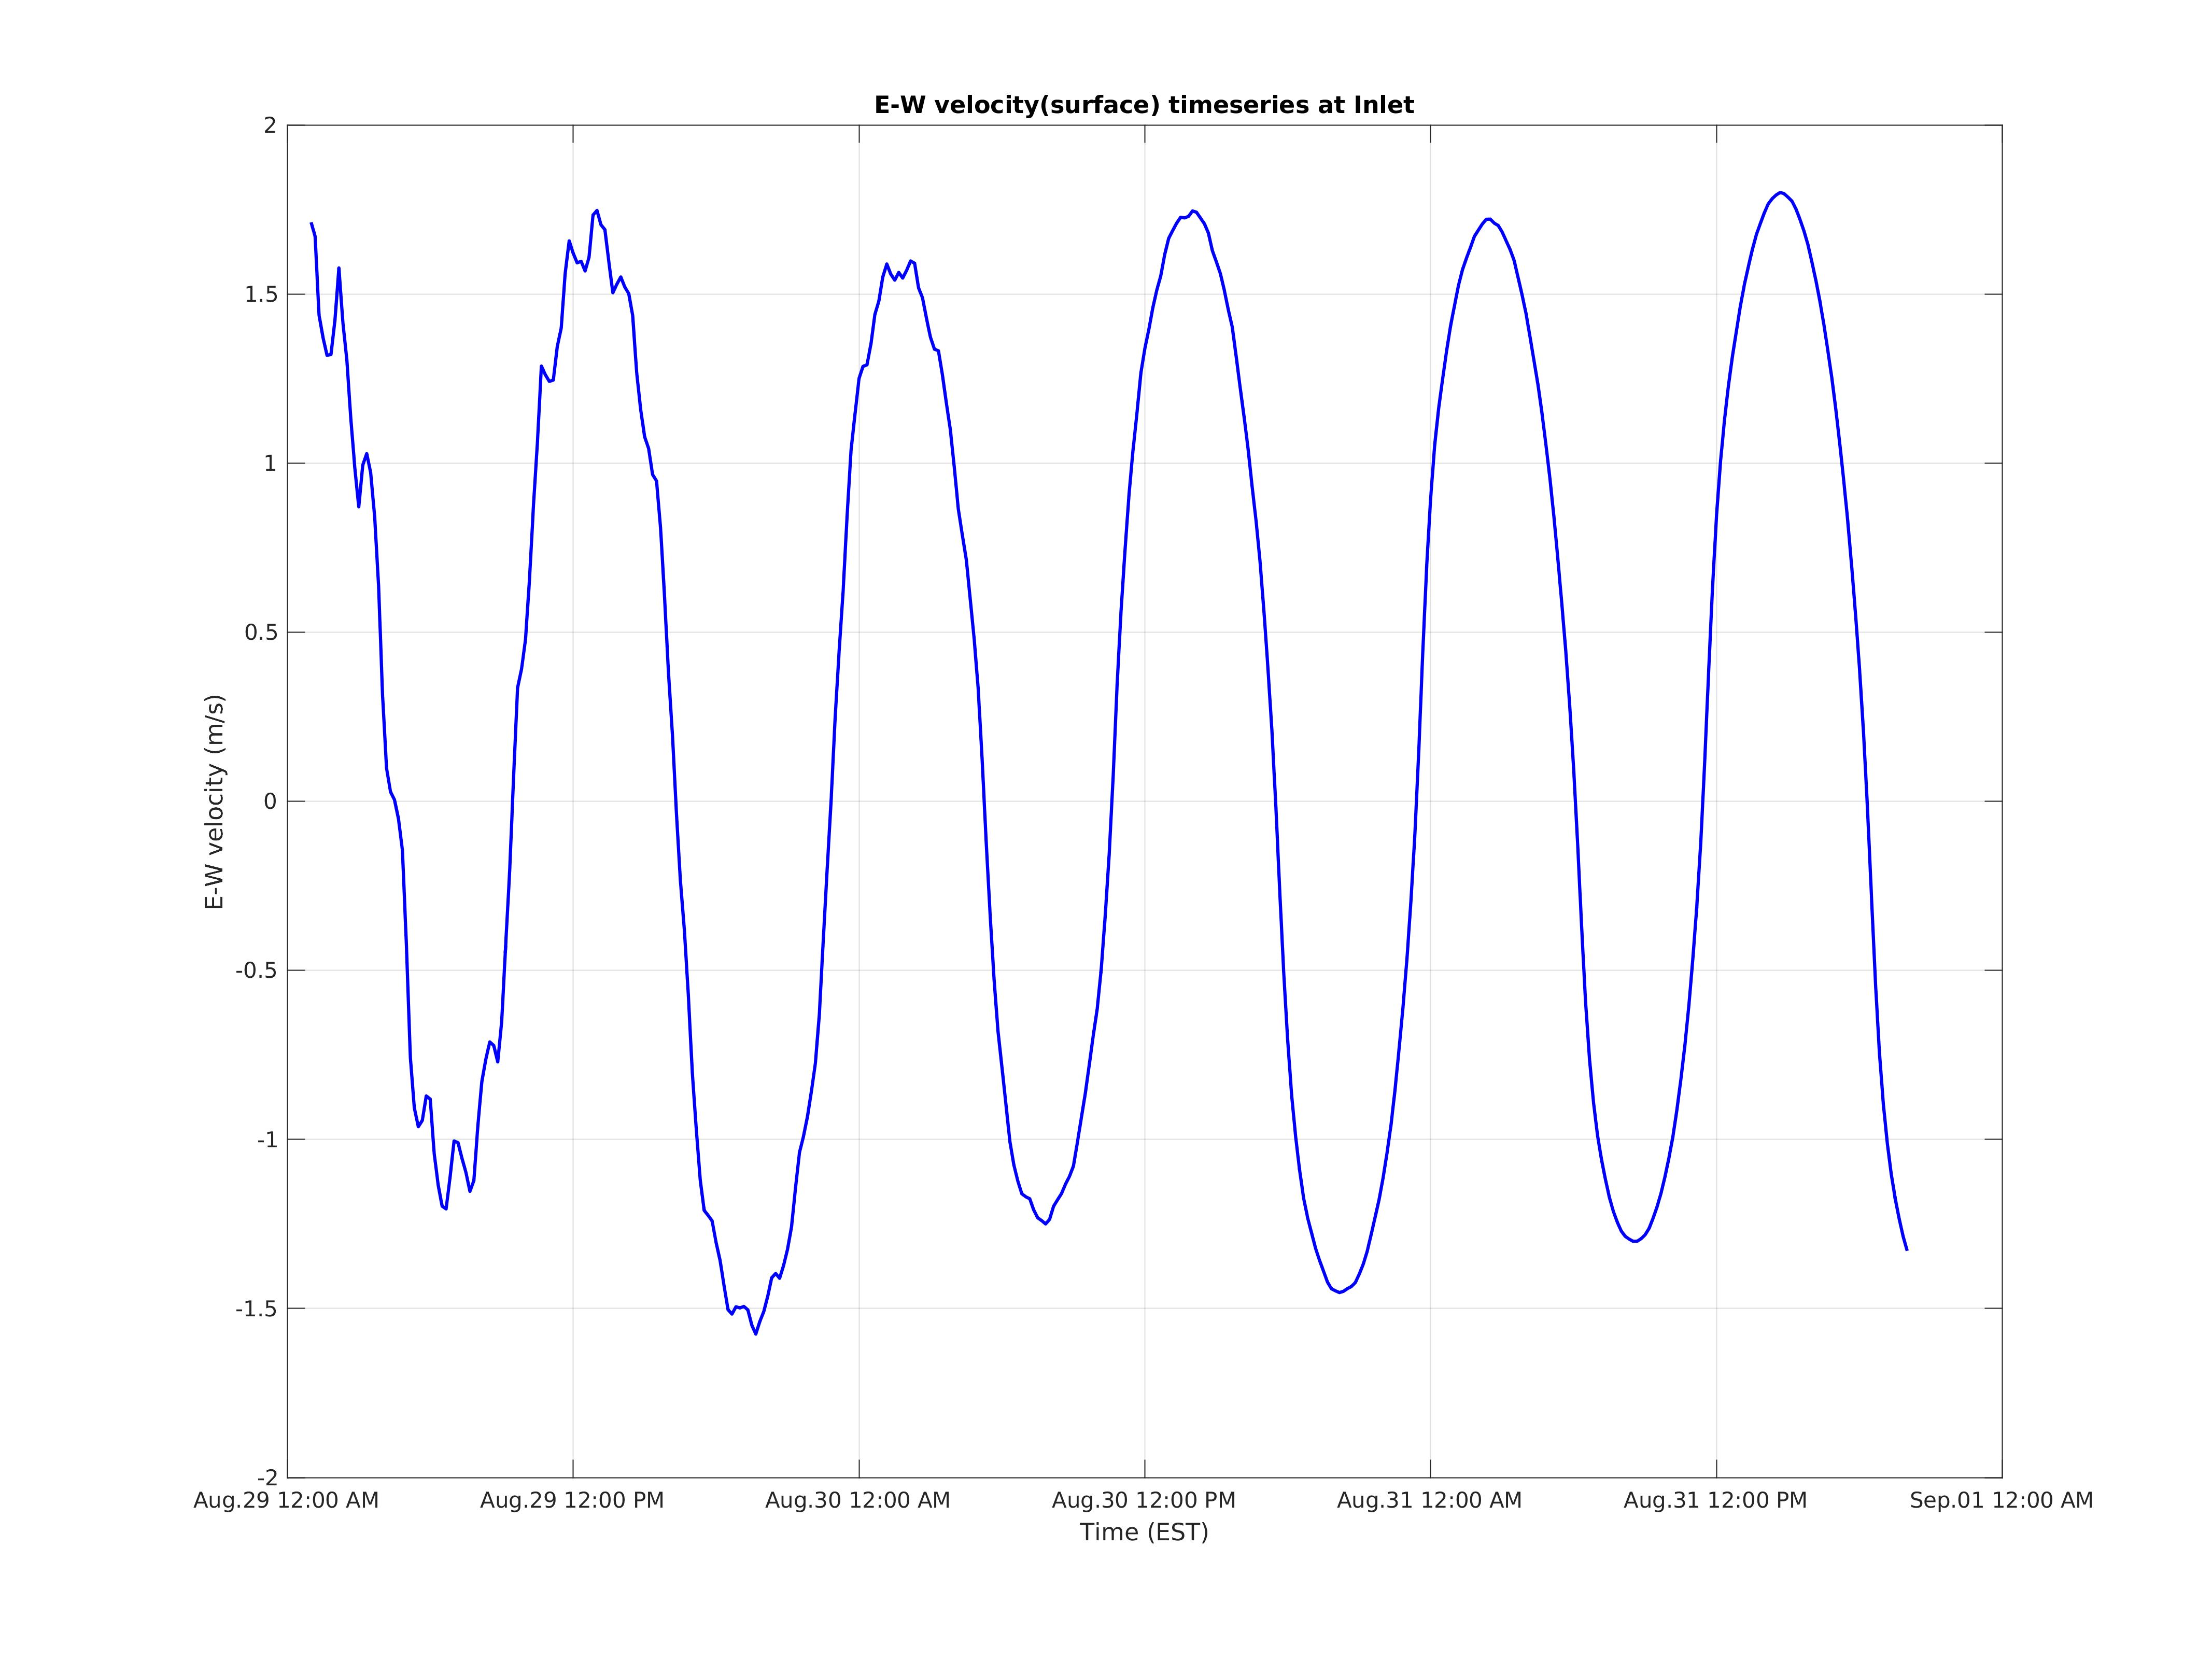 E-W velocity(surface) timeseries at Inlet
2
1.5
1
0.5
0
-0.5
-1
-1.5
-2
E-W velocity (m/s)
Aug.29 12:00 AM Aug.29 12:00 PM Aug.30 12:00 AM Aug.30 12:00 PM Aug.31 12:00 AM Aug.31 12:00 PM Sep.01 12:00 AM
Time (EST)